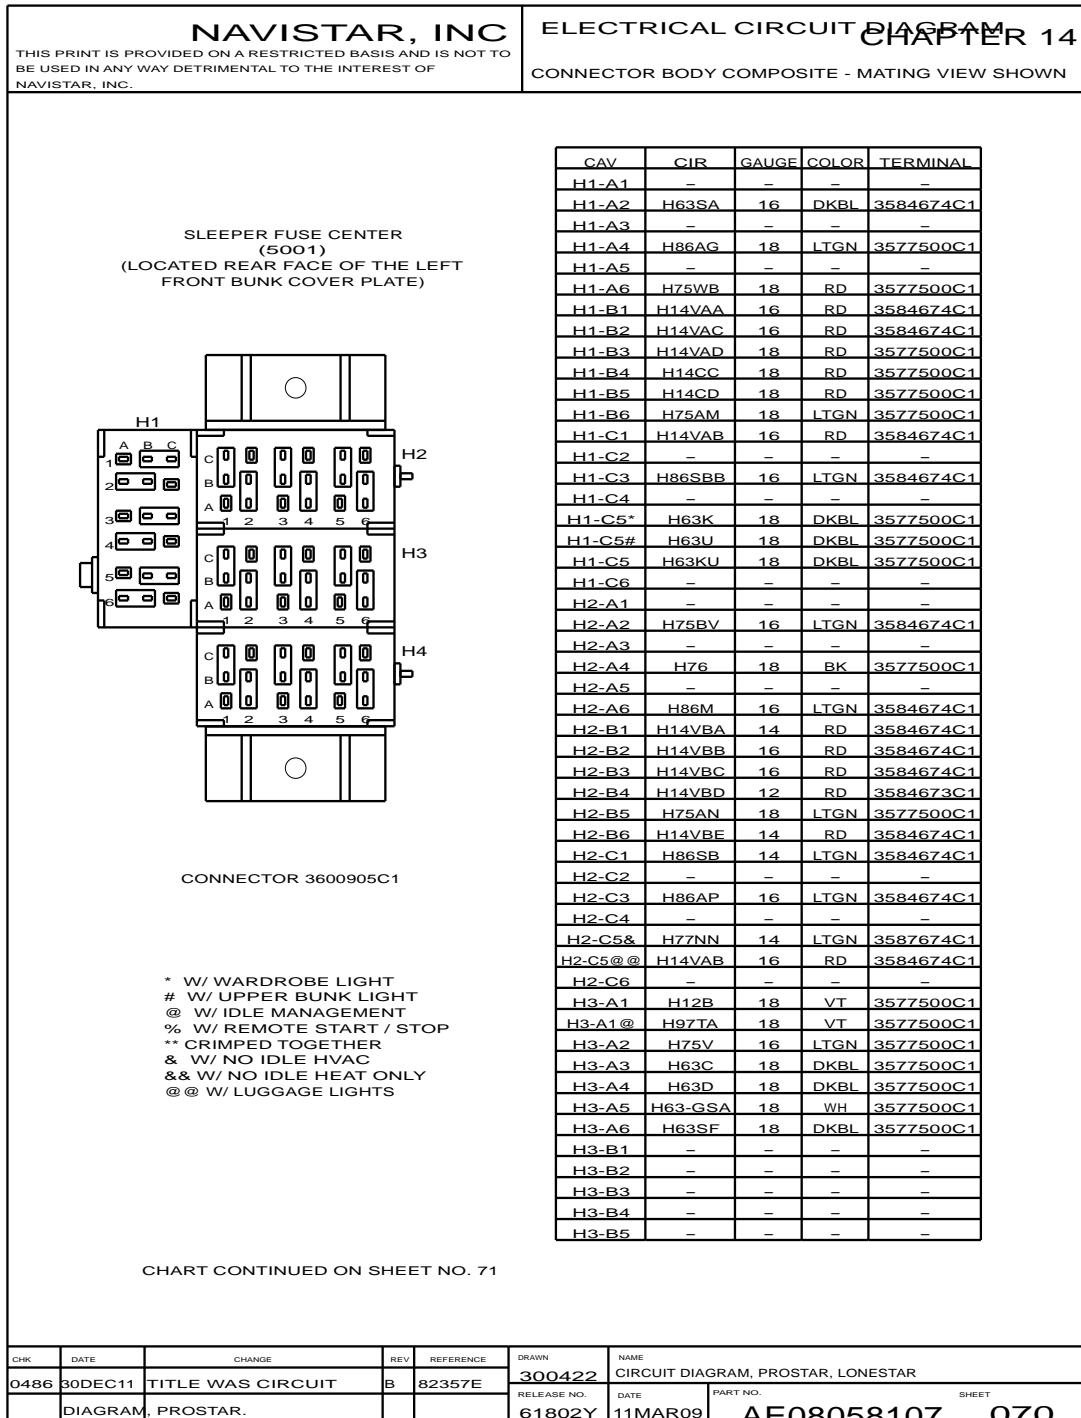 NAVISTAR, INC
THIS PRINT IS PROVIDED ON A RESTRICTED BASIS AND IS NOT TO
BE USED IN ANY WAY DETRIMENTAL TO THE INTEREST OF
NAVISTAR, INC.
ELECTRICAL CIRCUIT DIAGRAM
CHAPTER 14
CONNECTOR BODY COMPOSITE - MATING VIEW SHOWN
SLEEPER FUSE CENTER
(5001)
(LOCATED REAR FACE OF THE LEFT
FRONT BUNK COVER PLATE)
H1
A B C
1
2
3
4
5
6
H2
C
B
A
1 2 3 4 5 6
H3
C
B
A
1 2 3 4 5 6
H4
C
B
A
1 2 3 4 5 6
CONNECTOR 3600905C1
* W/ WARDROBE LIGHT
# W/ UPPER BUNK LIGHT
@ W/ IDLE MANAGEMENT
% W/ REMOTE START / STOP
** CRIMPED TOGETHER
& W/ NO IDLE HVAC
&& W/ NO IDLE HEAT ONLY
@@ W/ LUGGAGE LIGHTS
CHART CONTINUED ON SHEET NO. 71
CAV CIR GAUGE COLOR TERMINAL
H1-A1 – – – –
H1-A2 H63SA 16 DKBL 3584674C1
H1-A3 – – – –
H1-A4 H86AG 18 LTGN 3577500C1
H1-A5 – – – –
H1-A6 H75WB 18 RD 3577500C1
H1-B1 H14VAA 16 RD 3584674C1
H1-B2 H14VAC 16 RD 3584674C1
H1-B3 H14VAD 18 RD 3577500C1
H1-B4 H14CC 18 RD 3577500C1
H1-B5 H14CD 18 RD 3577500C1
H1-B6 H75AM 18 LTGN 3577500C1
H1-C1 H14VAB 16 RD 3584674C1
H1-C2 – – – –
H1-C3 H86SBB 16 LTGN 3584674C1
H1-C4 – – – –
H1-C5* H63K 18 DKBL 3577500C1
H1-C5# H63U 18 DKBL 3577500C1
H1-C5 H63KU 18 DKBL 3577500C1
H1-C6 – – – –
H2-A1 – – – –
H2-A2 H75BV 16 LTGN 3584674C1
H2-A3 – – – –
H2-A4 H76 18 BK 3577500C1
H2-A5 – – – –
H2-A6 H86M 16 LTGN 3584674C1
H2-B1 H14VBA 14 RD 3584674C1
H2-B2 H14VBB 16 RD 3584674C1
H2-B3 H14VBC 16 RD 3584674C1
H2-B4 H14VBD 12 RD 3584673C1
H2-B5 H75AN 18 LTGN 3577500C1
H2-B6 H14VBE 14 RD 3584674C1
H2-C1 H86SB 14 LTGN 3584674C1
H2-C2 – – – –
H2-C3 H86AP 16 LTGN 3584674C1
H2-C4 – – – –
H2-C5& H77NN 14 LTGN 3587674C1
H2-C5@@ H14VAB 16 RD 3584674C1
H2-C6 – – – –
H3-A1 H12B 18 VT 3577500C1
H3-A1@ H97TA 18 VT 3577500C1
H3-A2 H75V 16 LTGN 3577500C1
H3-A3 H63C 18 DKBL 3577500C1
H3-A4 H63D 18 DKBL 3577500C1
H3-A5 H63-GSA 18 WH 3577500C1
H3-A6 H63SF 18 DKBL 3577500C1
H3-B1 – – – –
H3-B2 – – – –
H3-B3 – – – –
H3-B4 – – – –
H3-B5 – – – –
CHK DATE CHANGE REV REFERENCE
0486 30DEC11 TITLE WAS CIRCUIT B 82357E
DIAGRAM, PROSTAR.
DRAWN NAME
300422 CIRCUIT DIAGRAM, PROSTAR, LONESTAR
RELEASE NO. DATE PART NO. SHEET
61802Y 11MAR09 AE08058107 070